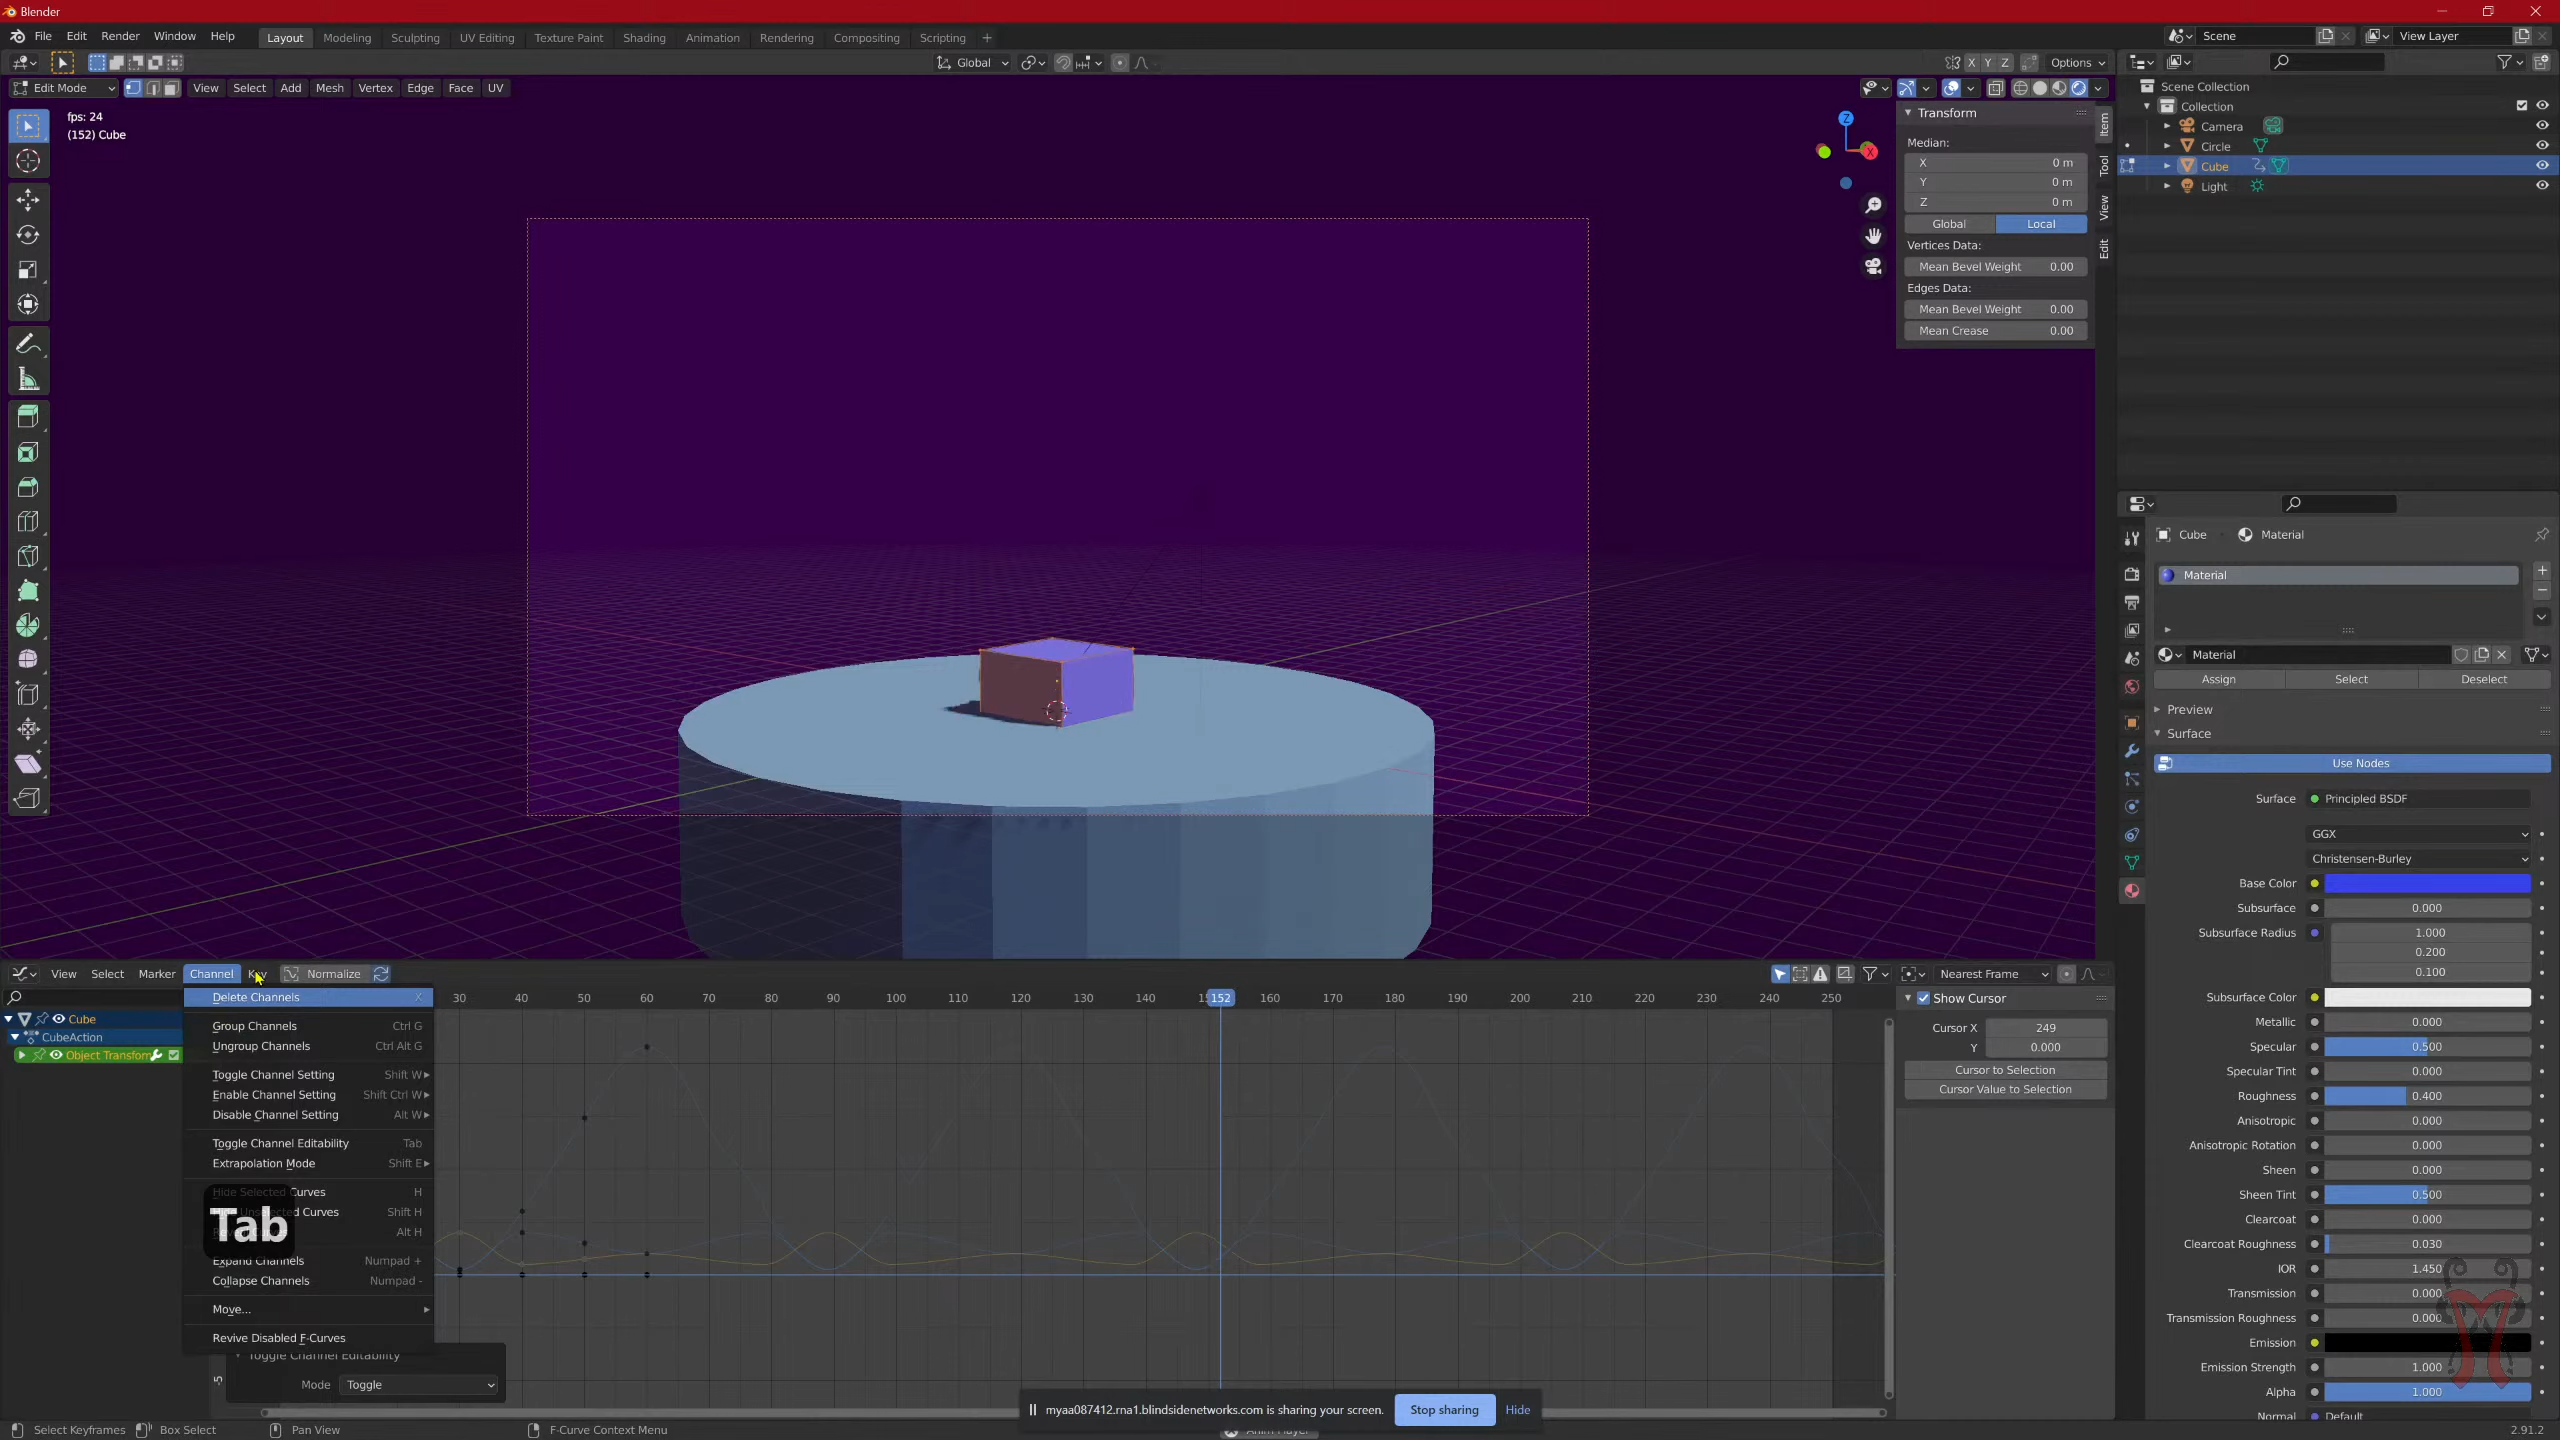 Blender
File Edit Render Window Help Layout Modeling Sculpting UV Editing Texture Paint Shading Animation Rendering Compositing Scripting +
Scene View Layer
Global X Y Z Options
Edit Mode View Select Add Mesh Vertex Edge Face UV
fps: 24
(152) Cube
Z
X
Transform
Median:
X 0 m
Y 0 m
Z 0 m
Global Local
Vertices Data:
Mean Bevel Weight 0.00
Edges Data:
Mean Bevel Weight 0.00
Mean Crease 0.00
Item
Tool
View
Edit
Scene Collection
Collection
Camera
Circle
Cube
Light
Cube Material
Material
Material
Assign Select Deselect
Preview
Surface
Use Nodes
Surface Principled BSDF
GGX
Christensen-Burley
Base Color
Subsurface 0.000
Subsurface Radius 1.000
0.200
0.100
Subsurface Color
Metallic 0.000
Specular 0.500
Specular Tint 0.000
Roughness 0.400
Anisotropic 0.000
Anisotropic Rotation 0.000
Sheen 0.000
Sheen Tint 0.500
Clearcoat 0.000
Clearcoat Roughness 0.030
IOR 1.450
Transmission 0.000
Transmission Roughness 0.000
Emission
Emission Strength 1.000
Alpha 1.000
Normal Default
View Select Marker Channel Key Normalize Nearest Frame
30 40 50 60 70 80 90 100 110 120 130 140 152 160 170 180 190 200 210 220 230 240 250
Cube
CubeAction
Object Transform
Delete Channels X
Group Channels Ctrl G
Ungroup Channels Ctrl Alt G
Toggle Channel Setting Shift W
Enable Channel Setting Shift Ctrl W
Disable Channel Setting Alt W
Toggle Channel Editability Tab
Extrapolation Mode Shift E
Hide Selected Curves H
Curves Shift H
Alt H
Tab
Expand Channels Numpad +
Collapse Channels Numpad -
Move...
Revive Disabled F-Curves
Toggle Channel Editability
Mode Toggle
-5
Show Cursor
Cursor X 249
Y 0.000
Cursor to Selection
Cursor Value to Selection
myaa087412.rna1.blindsidenetworks.com is sharing your screen. Stop sharing Hide
Select Keyframes Box Select Pan View F-Curve Context Menu Anim Player 2.91.2